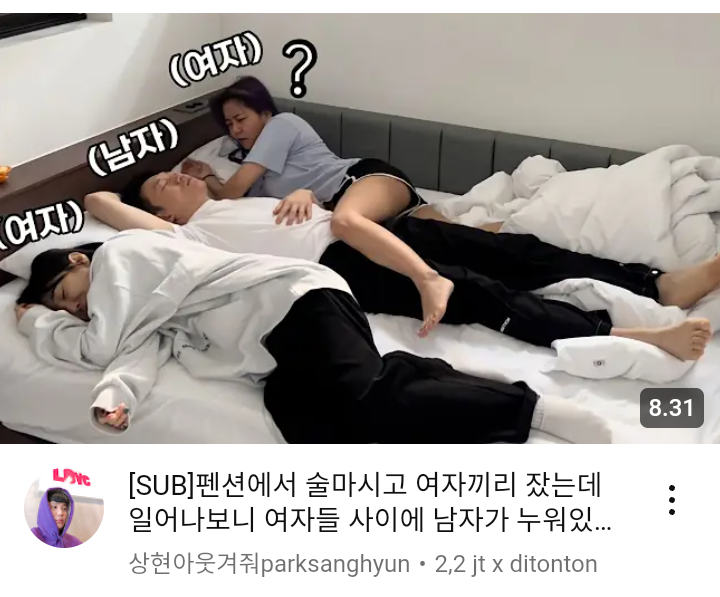 (여자)
?
(남자)
(여자)
8.31
LOVE
[SUB]펜션에서 술마시고 여자끼리 잤는데
일어나보니 여자들 사이에 남자가 누워있...
상현아웃겨줘parksanghyun • 2,2 jt x ditonton